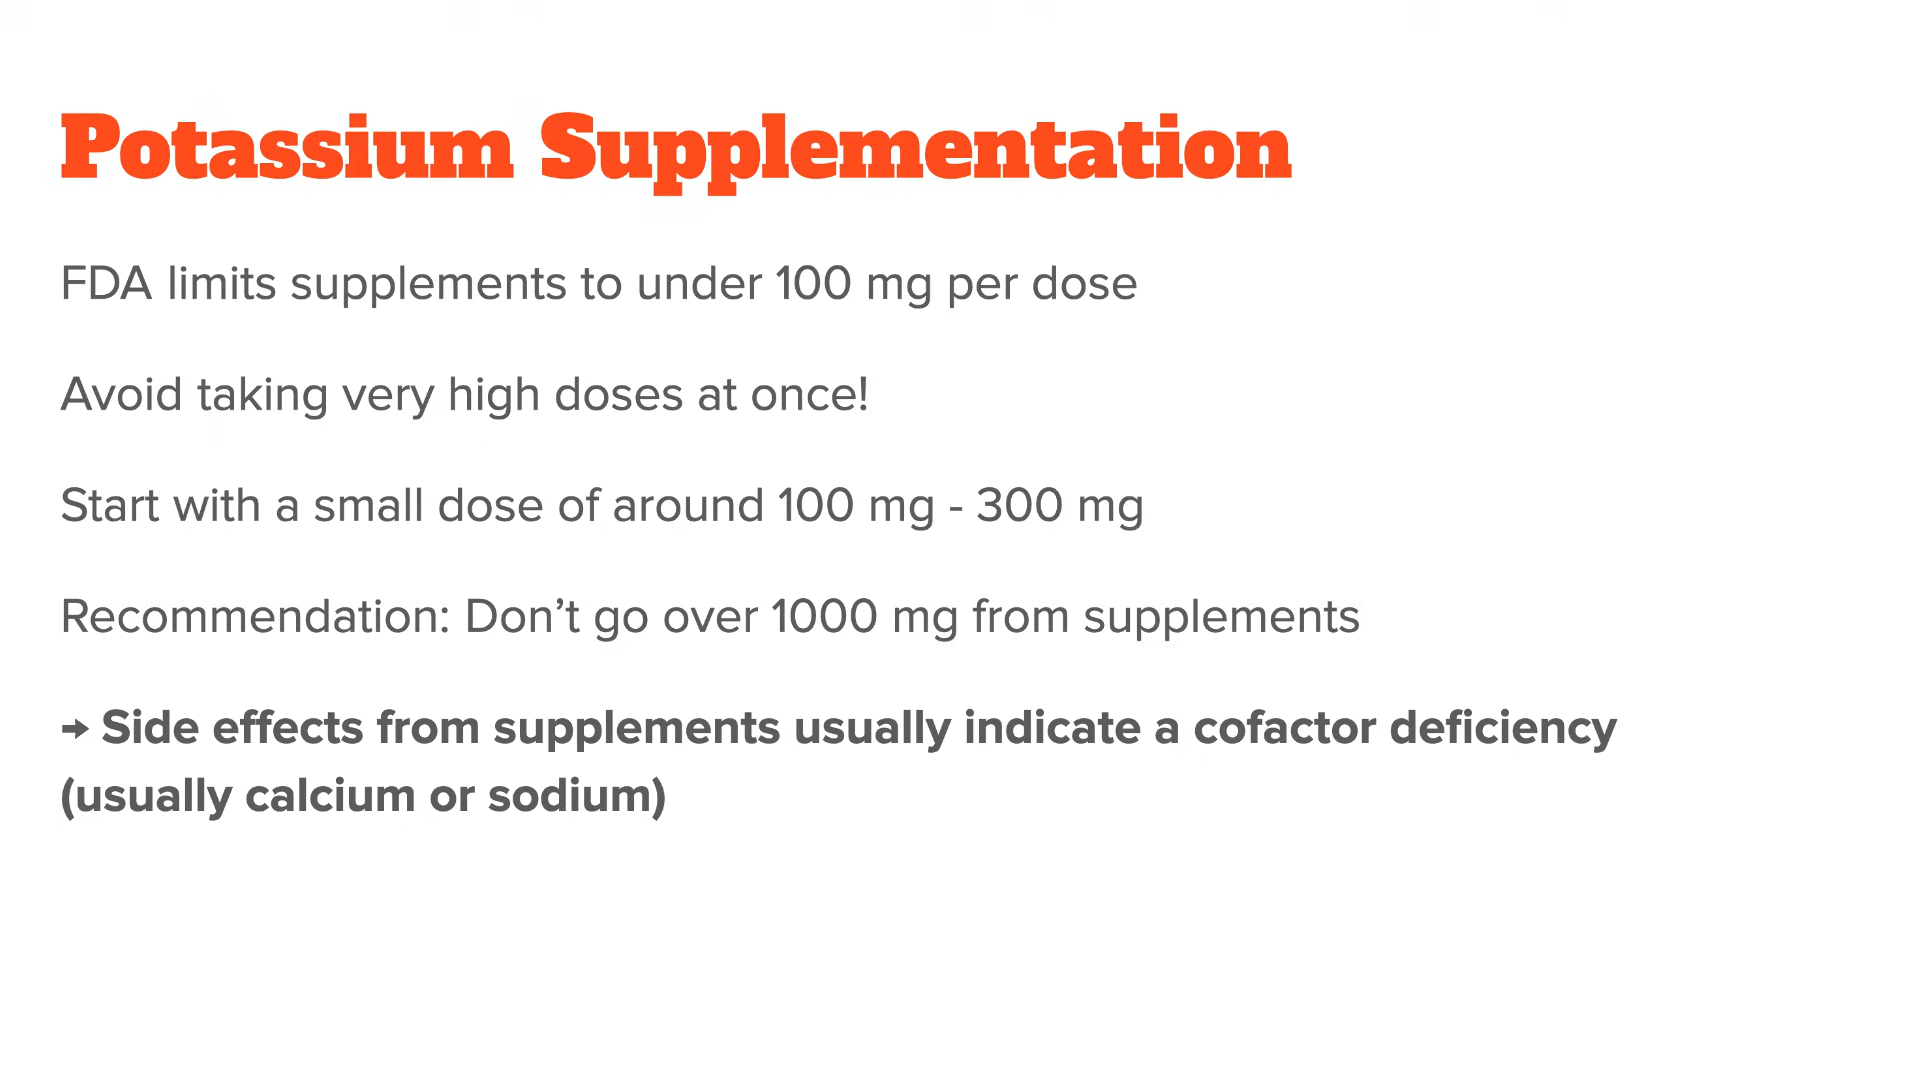 Potassium Supplementation
FDA limits supplements to under 100 mg per dose
Avoid taking very high doses at once!
Start with a small dose of around 100 mg - 300 mg
Recommendation: Don’t go over 1000 mg from supplements
→ Side effects from supplements usually indicate a cofactor deficiency
(usually calcium or sodium)